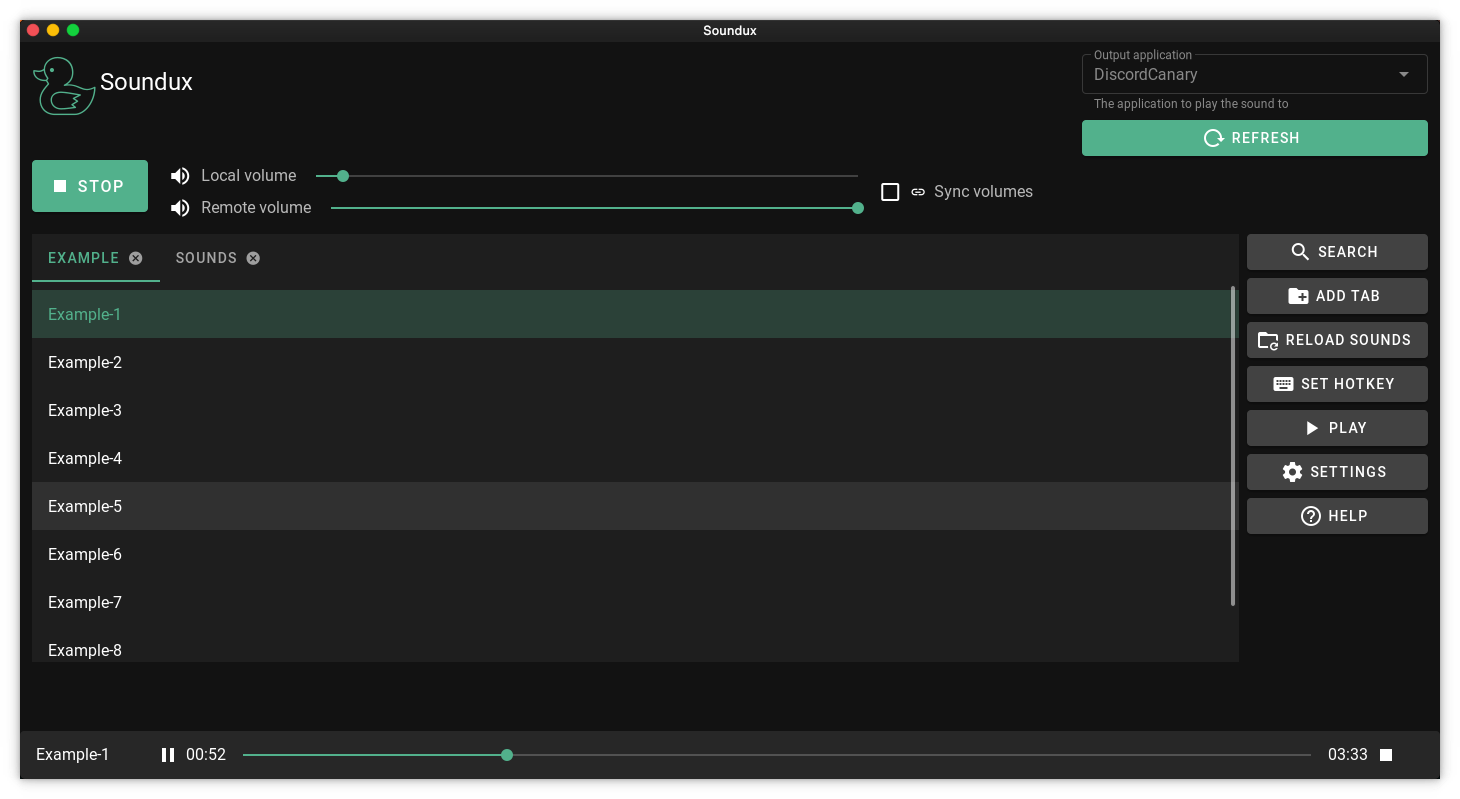 Soundux
Soundux
Output application
DiscordCanary
The application to play the sound to
REFRESH
STOP
Local volume
Remote volume
Sync volumes
EXAMPLE
SOUNDS
Example-1
Example-2
Example-3
Example-4
Example-5
Example-6
Example-7
Example-8
SEARCH
ADD TAB
RELOAD SOUNDS
SET HOTKEY
PLAY
SETTINGS
HELP
Example-1 00:52 03:33